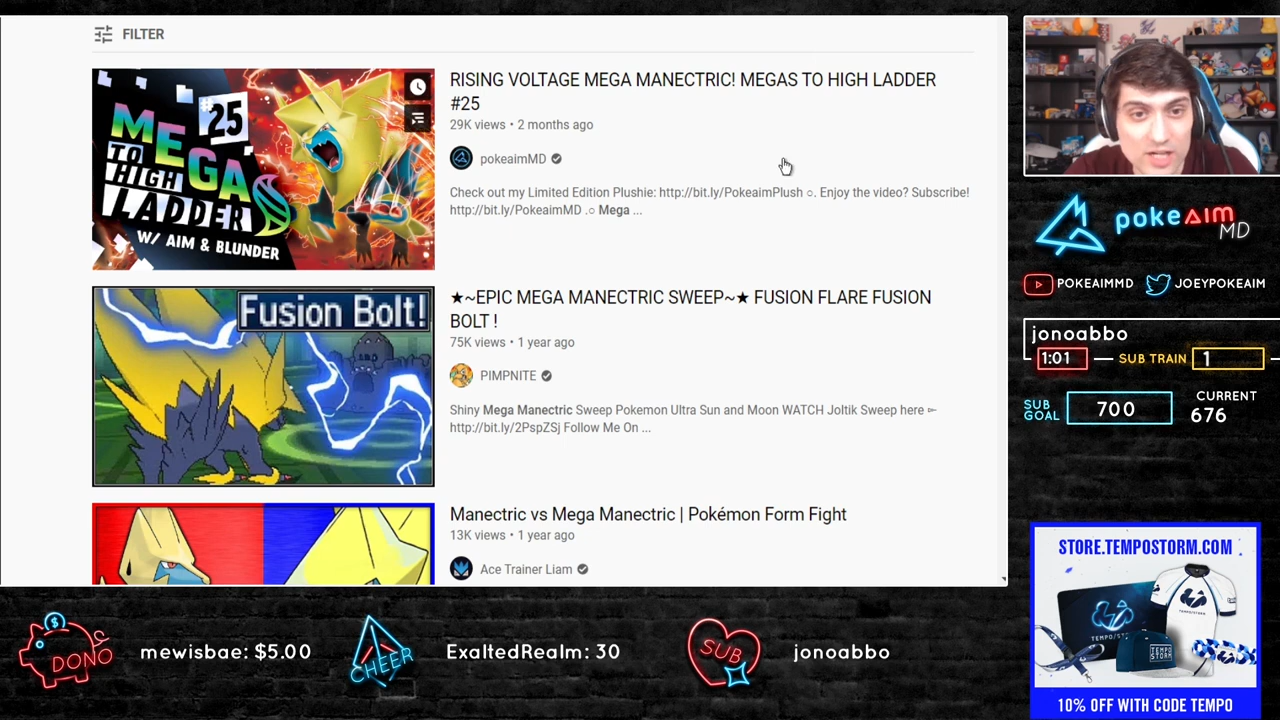 FILTER
#25
MEGA
TO
HIGH
LADDER
W/ AIM & BLUNDER
RISING VOLTAGE MEGA MANECTRIC! MEGAS TO HIGH LADDER
#25
29K views • 2 months ago
pokeaimMD
Check out my Limited Edition Plushie: http://bit.ly/PokeaimPlush ○. Enjoy the video? Subscribe!
http://bit.ly/PokeaimMD .○ Mega ...
Fusion Bolt!
★~EPIC MEGA MANECTRIC SWEEP~★ FUSION FLARE FUSION
BOLT !
75K views • 1 year ago
PIMPNITE
Shiny Mega Manectric Sweep Pokemon Ultra Sun and Moon WATCH Joltik Sweep here ►
http://bit.ly/2PspZSj Follow Me On ...
Manectric vs Mega Manectric | Pokémon Form Fight
13K views • 1 year ago
Ace Trainer Liam
pokeaim
MD
POKEAIMMD JOEYPOKEAIM
jonoabbo
1:01 SUB TRAIN 1
SUB GOAL 700 CURRENT 676
STORE.TEMPOSTORM.COM
TEMPO STORM
10% OFF WITH CODE TEMPO
DONO mewisbae: $5.00 CHEER ExaltedRealm: 30 SUB jonoabbo